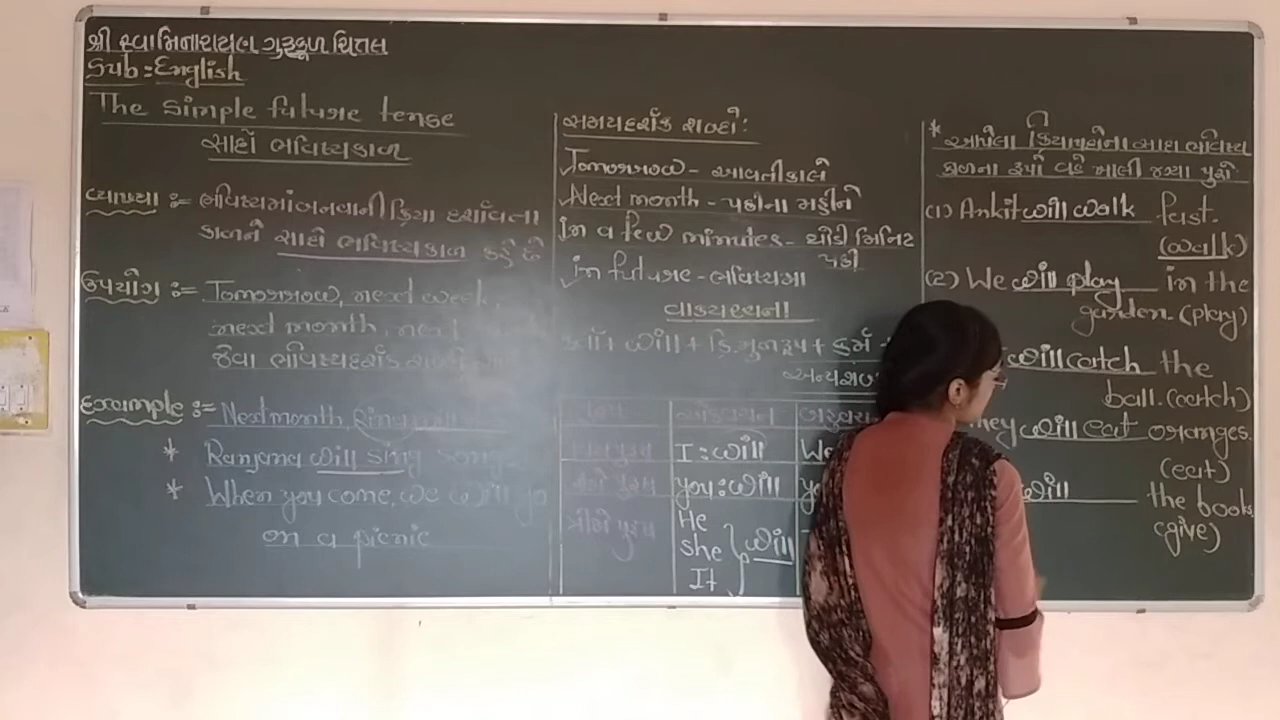 શ્રી સ્વામિનારાયણ ગુરુકૂળ ચિત્તલ
Sub: English
The simple future tense
સાદો ભવિષ્યકાળ
વ્યાખ્યા := ભવિષ્યમાં બનવાની ક્રિયા દર્શાવતા
કાળને સાદો ભવિષ્યકાળ કહે છે
ઉપયોગ := Tomorrow, next week,
next month, next
જેવા ભવિષ્યદર્શક
Example := Next month,
* Ranjana will sing song
* When you come, we will go
on a picnic
સમયદર્શક શબ્દો:
Tomorrow - આવતીકાલે
Next month - પછીના મહીને
In a few minutes - થોડી મિનિટ
પછી
in future - ભવિષ્યમા
વાક્યરચના
કર્તા + will + ક્રિ.મુળરૂપ + કર્મ
એકવચન
I : will
you : will
ત્રીજો પુરુષ
He
she } will
It
We
* આપેલા ક્રિયાપદોના સાદા ભવિષ્ય
કાળના રૂપો વડે ખાલી જગ્યા પુરો
(1) Ankit will walk fast.
(walk)
(2) We will play in the
garden. (play)
will catch the
ball. (catch)
will eat oranges.
(eat)
will the books
(give)